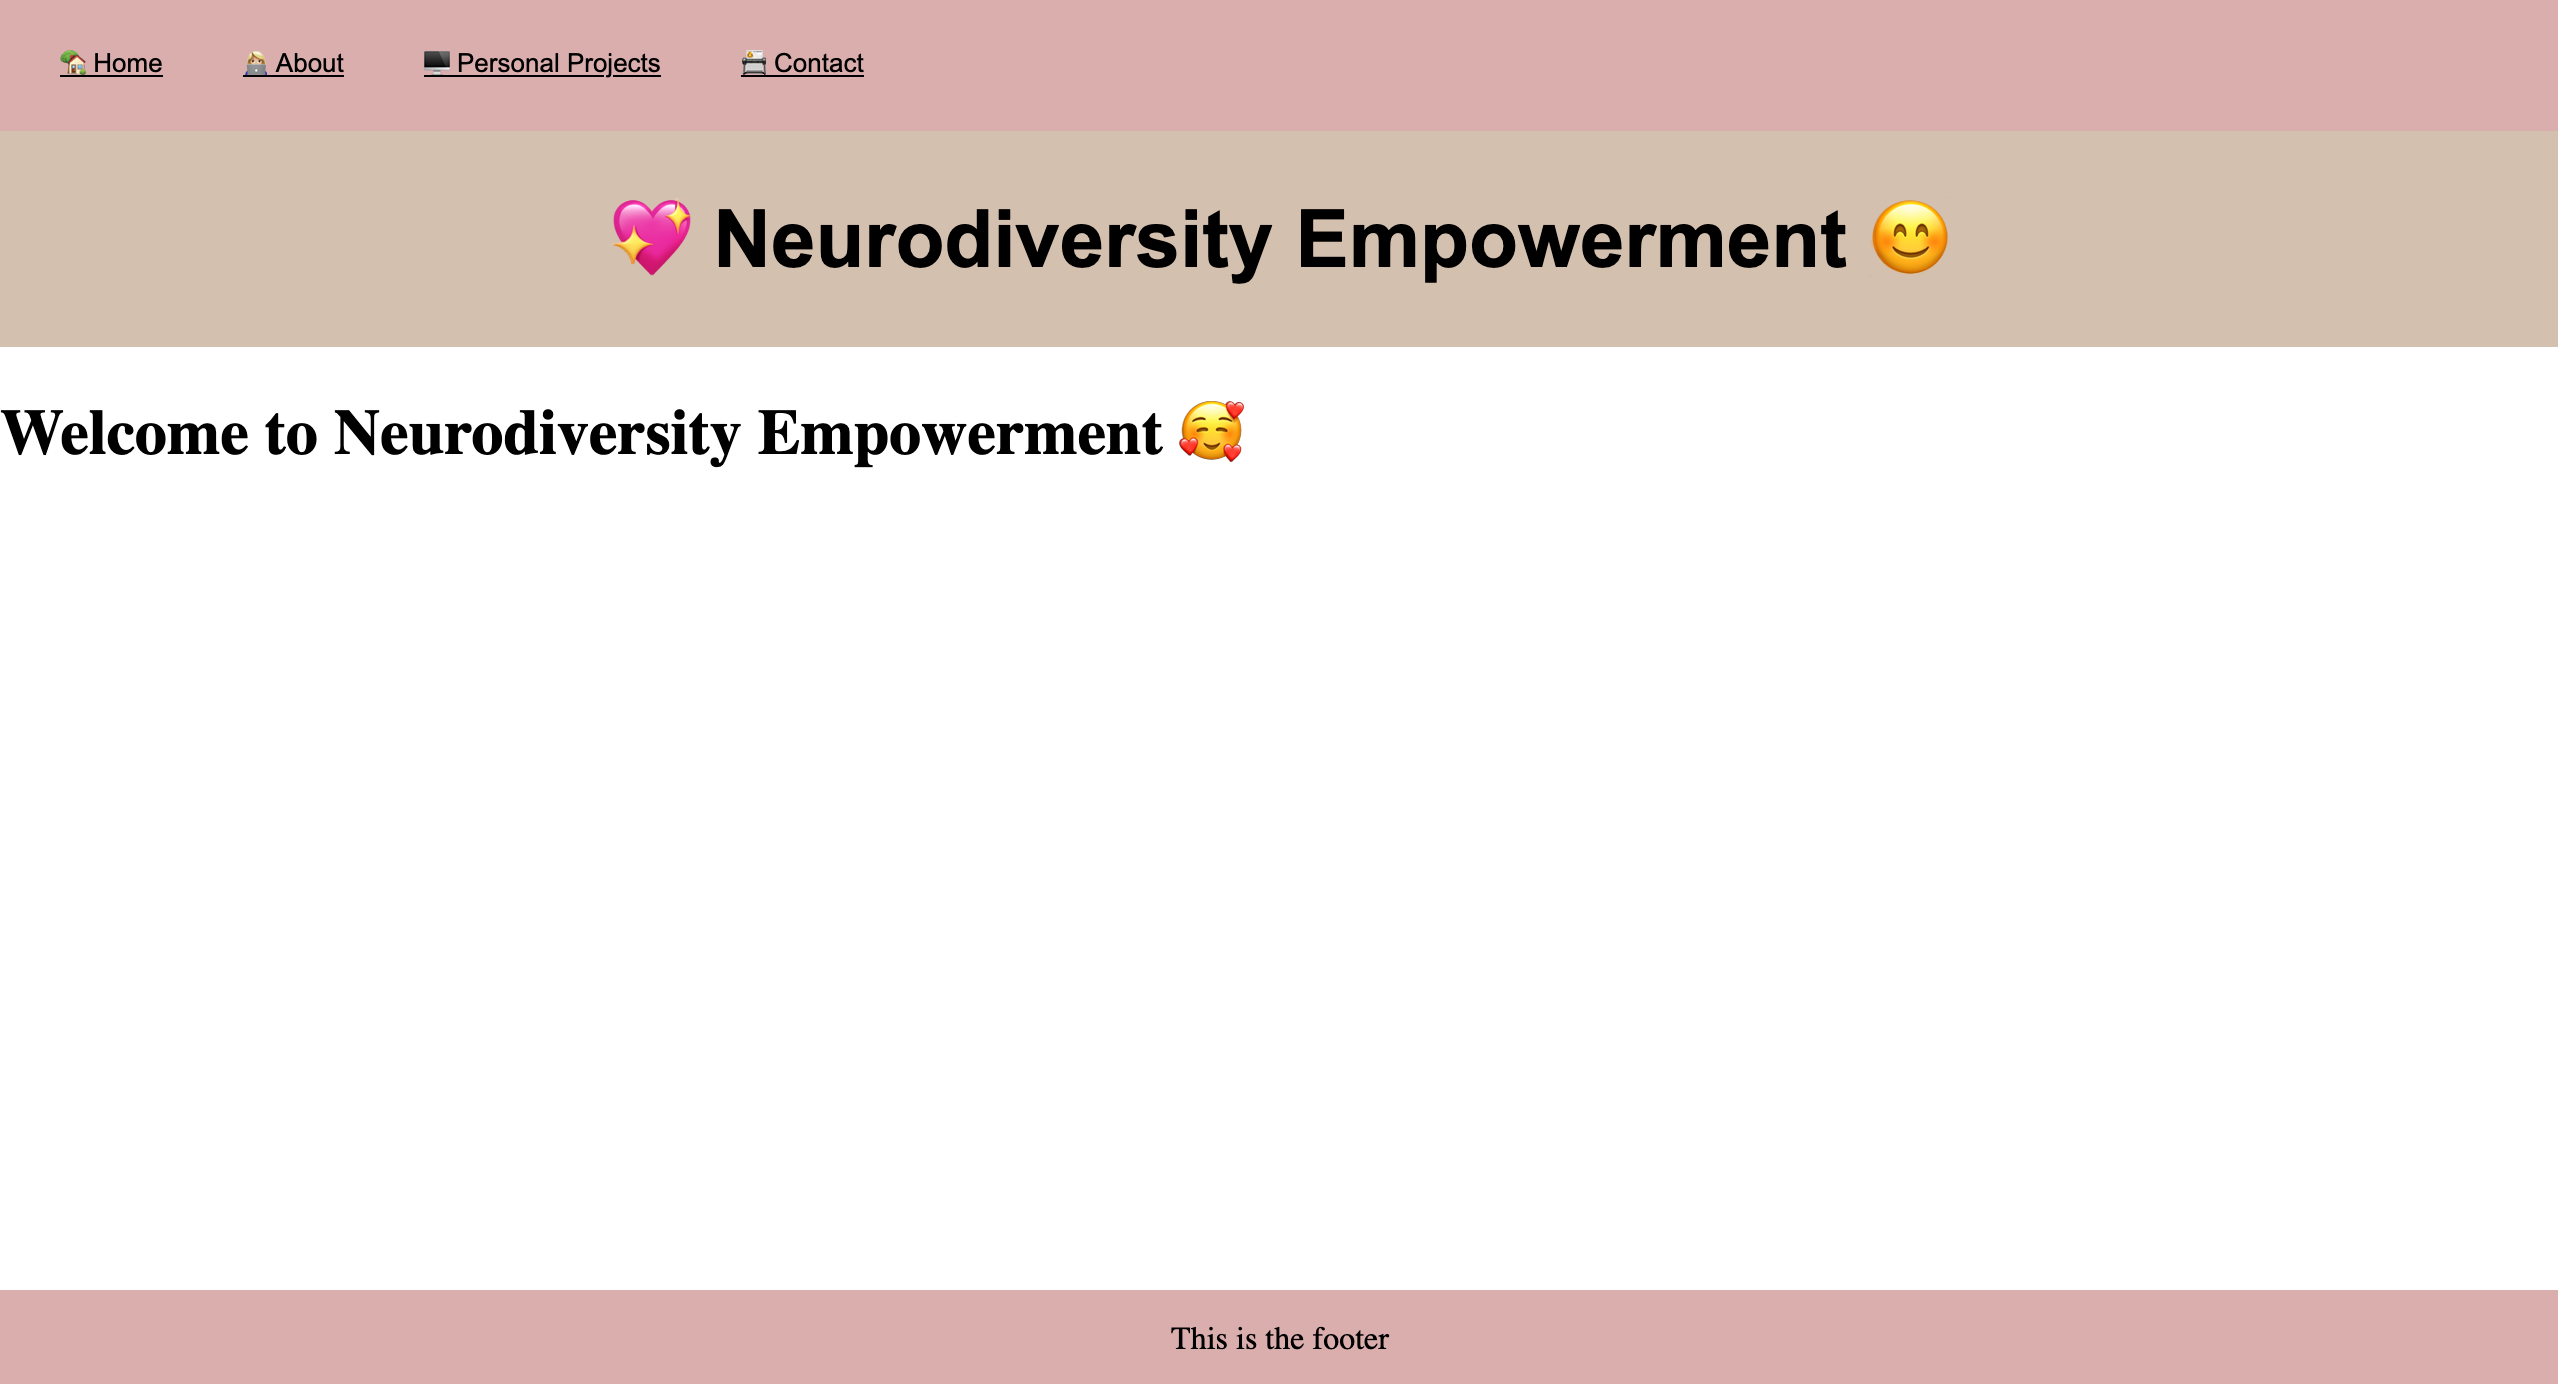 🏡 Home 👩🏼‍💻 About 🖥️ Personal Projects 📇 Contact
💖 Neurodiversity Empowerment 😊
Welcome to Neurodiversity Empowerment 🥰
This is the footer